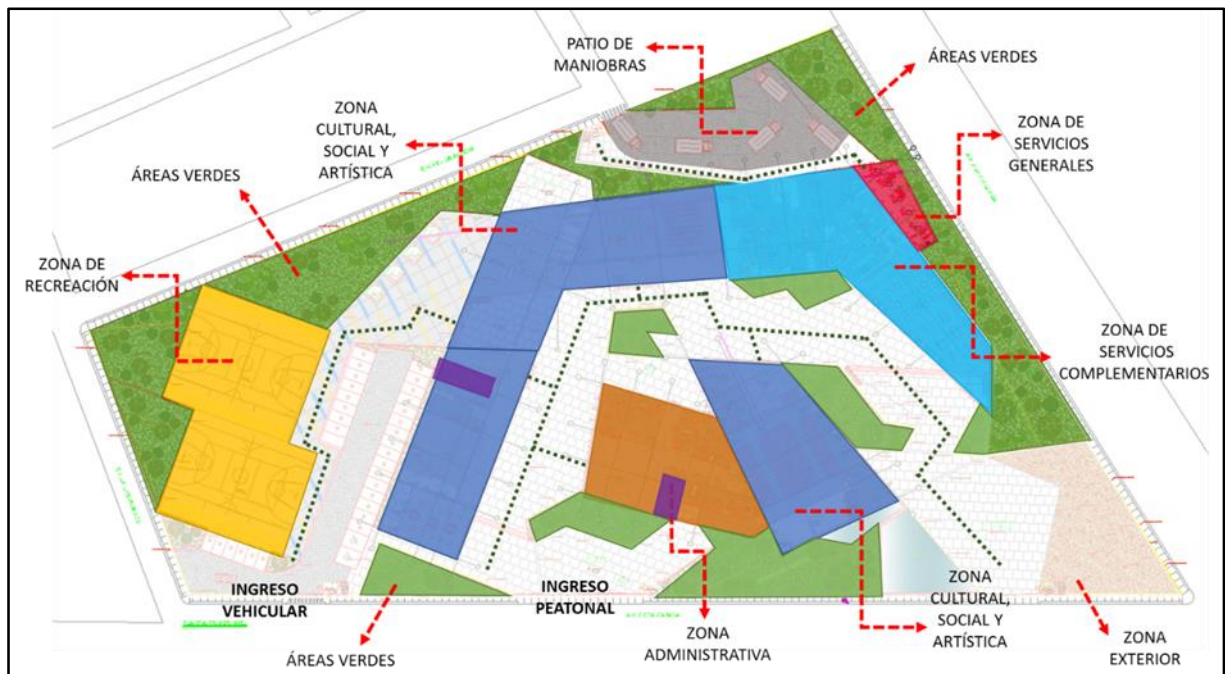 PATIO DE
MANIOBRAS
ÁREAS VERDES
ZONA
CULTURAL,
SOCIAL Y
ARTÍSTICA
ZONA DE
SERVICIOS
GENERALES
ÁREAS VERDES
ZONA DE
RECREACIÓN
ZONA DE
SERVICIOS
COMPLEMENTARIOS
INGRESO
VEHICULAR
INGRESO
PEATONAL
ZONA
CULTURAL,
SOCIAL Y
ARTÍSTICA
ZONA
ADMINISTRATIVA
ZONA
EXTERIOR
ÁREAS VERDES